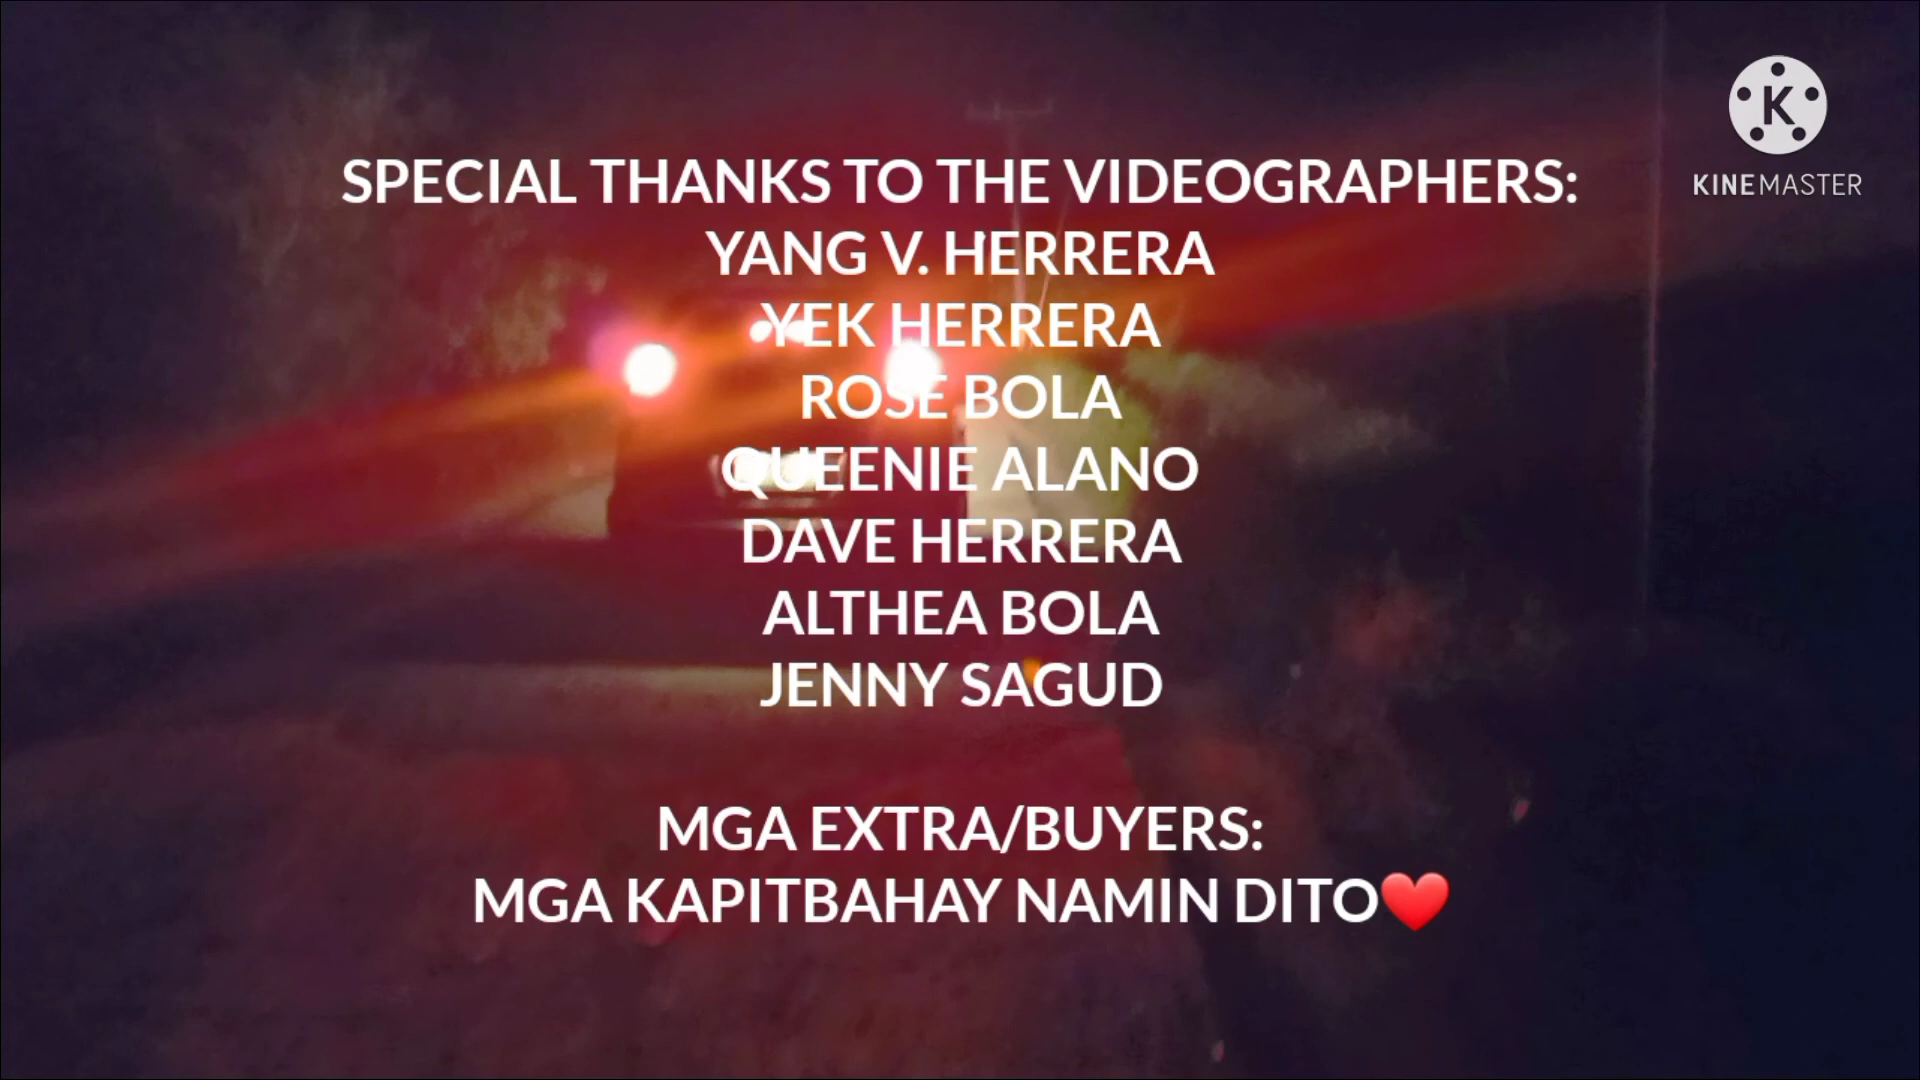 SPECIAL THANKS TO THE VIDEOGRAPHERS:
YANG V. HERRERA
YEK HERRERA
ROSE BOLA
QUEENIE ALANO
DAVE HERRERA
ALTHEA BOLA
JENNY SAGUD
MGA EXTRA/BUYERS:
MGA KAPITBAHAY NAMIN DITO❤️
K
KINEMASTER